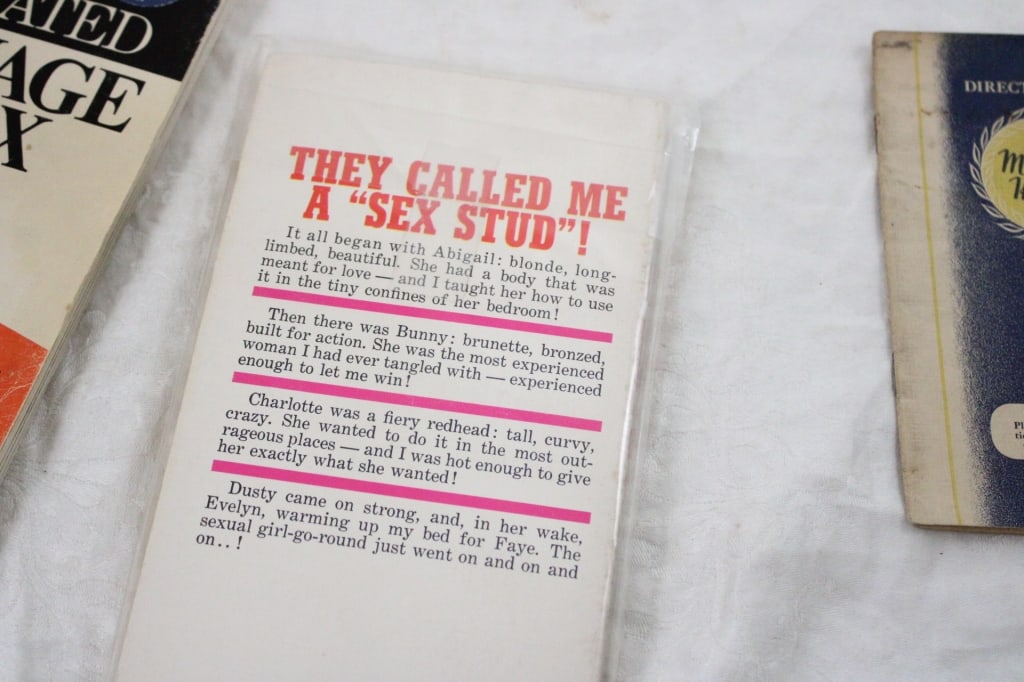 ATED
AGE
X
THEY CALLED ME
A “SEX STUD”!
It all began with Abigail: blonde, long-
limbed, beautiful. She had a body that was
meant for love — and I taught her how to use
it in the tiny confines of her bedroom!
Then there was Bunny: brunette, bronzed,
built for action. She was the most experienced
woman I had ever tangled with — experienced
enough to let me win!
Charlotte was a fiery redhead: tall, curvy,
crazy. She wanted to do it in the most out-
rageous places — and I was hot enough to give
her exactly what she wanted!
Dusty came on strong, and, in her wake,
Evelyn, warming up my bed for Faye. The
sexual girl-go-round just went on and on and
on..!
DIRECT